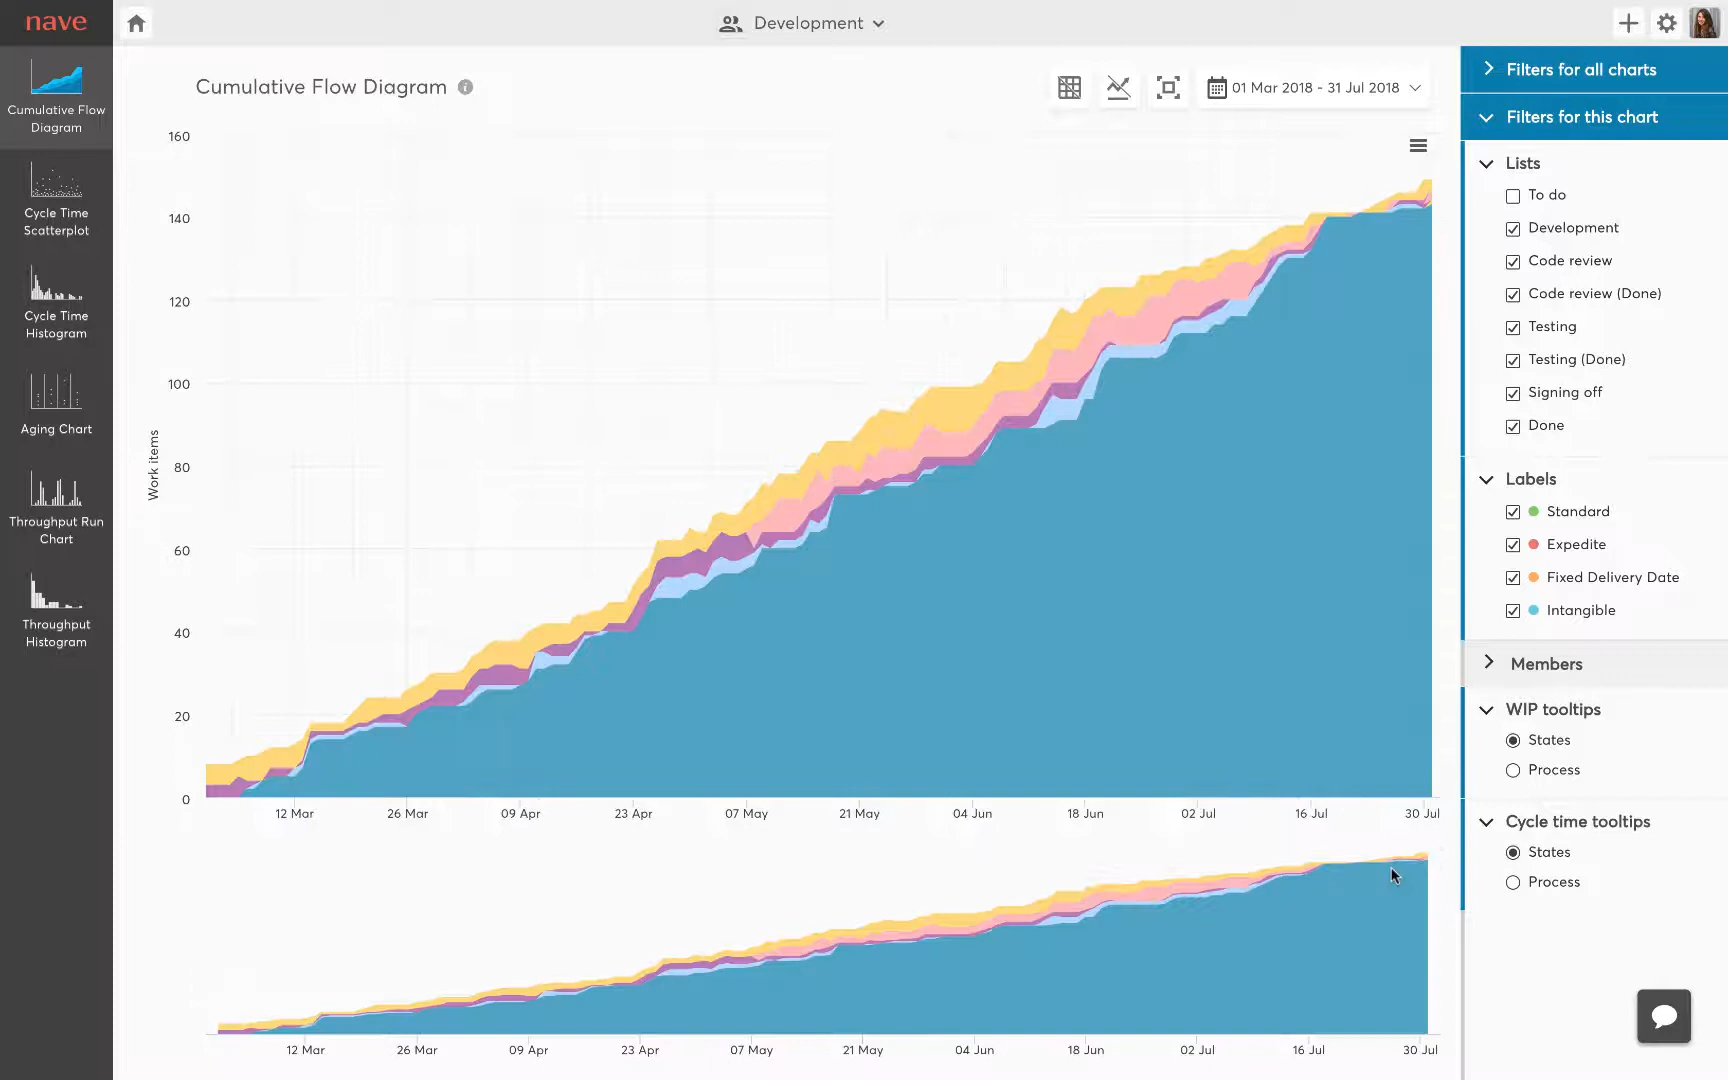 nave
Development
Cumulative Flow
Diagram
Cycle Time
Scatterplot
Cycle Time
Histogram
Aging Chart
Throughput Run
Chart
Throughput
Histogram
Cumulative Flow Diagram
01 Mar 2018 - 31 Jul 2018
Work items
160
140
120
100
80
60
40
20
0
12 Mar 26 Mar 09 Apr 23 Apr 07 May 21 May 04 Jun 18 Jun 02 Jul 16 Jul 30 Jul
12 Mar 26 Mar 09 Apr 23 Apr 07 May 21 May 04 Jun 18 Jun 02 Jul 16 Jul 30 Jul
Filters for all charts
Filters for this chart
Lists
To do
Development
Code review
Code review (Done)
Testing
Testing (Done)
Signing off
Done
Labels
Standard
Expedite
Fixed Delivery Date
Intangible
Members
WIP tooltips
States
Process
Cycle time tooltips
States
Process